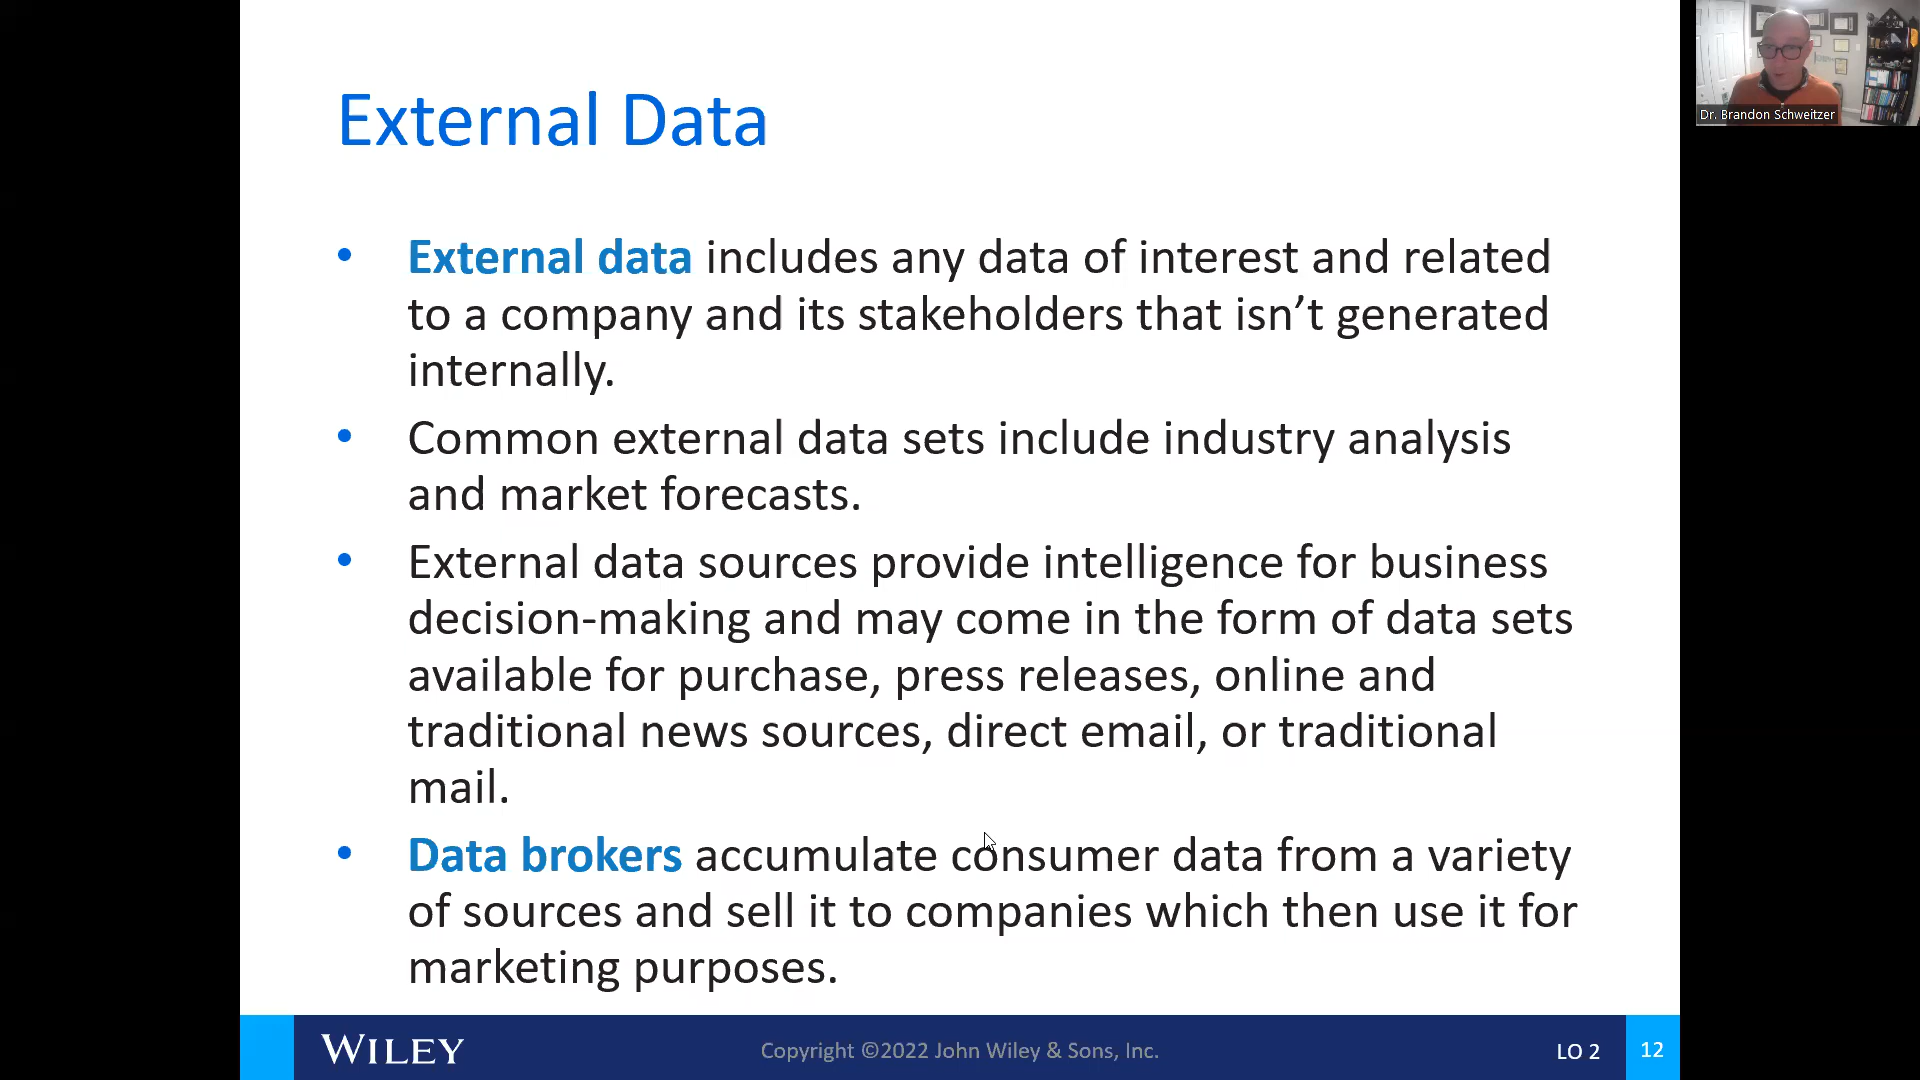 External Data
• External data includes any data of interest and related
to a company and its stakeholders that isn’t generated
internally.
• Common external data sets include industry analysis
and market forecasts.
• External data sources provide intelligence for business
decision-making and may come in the form of data sets
available for purchase, press releases, online and
traditional news sources, direct email, or traditional
mail.
• Data brokers accumulate consumer data from a variety
of sources and sell it to companies which then use it for
marketing purposes.
WILEY
Copyright ©2022 John Wiley & Sons, Inc.
LO 2
12
Dr. Brandon Schweitzer